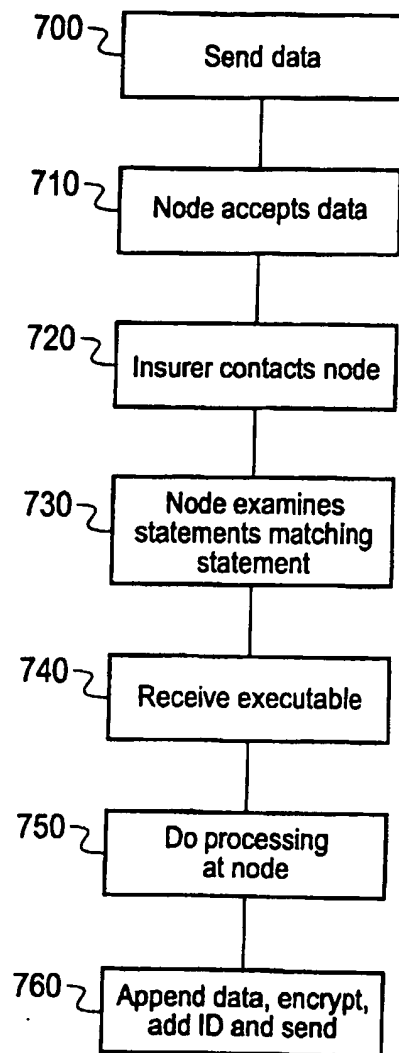 700
Send data
710
Node accepts data
720
Insurer contacts node
730
Node examines
statements matching
statement
740
Receive executable
750
Do processing
at node
760
Append data, encrypt,
add ID and send